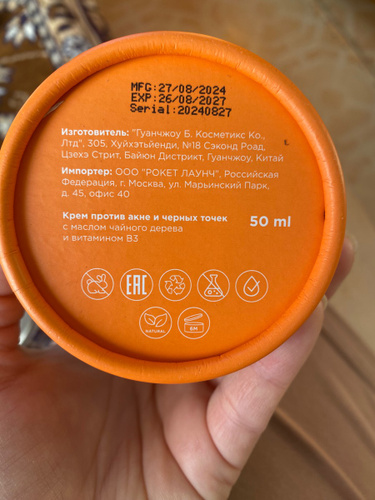 MFG:27/08/2024
EXP:26/08/2027
Serial:20240827
Изготовитель: "Гуанчжоу Б. Косметикс Ко.,
Лтд", 305, Хуйхэтьйенди, №18 Сэконд Роад,
Цзехэ Стрит, Байюн Дистрикт, Гуанчжоу, Китай
Импортер: ООО "РОКЕТ ЛАУНЧ", Российская
Федерация, г. Москва, ул. Марьинский Парк,
д. 45, офис 40
Крем против акне и черных точек
с маслом чайного дерева
и витамином В3
50 ml
EAC
NATURAL
6M